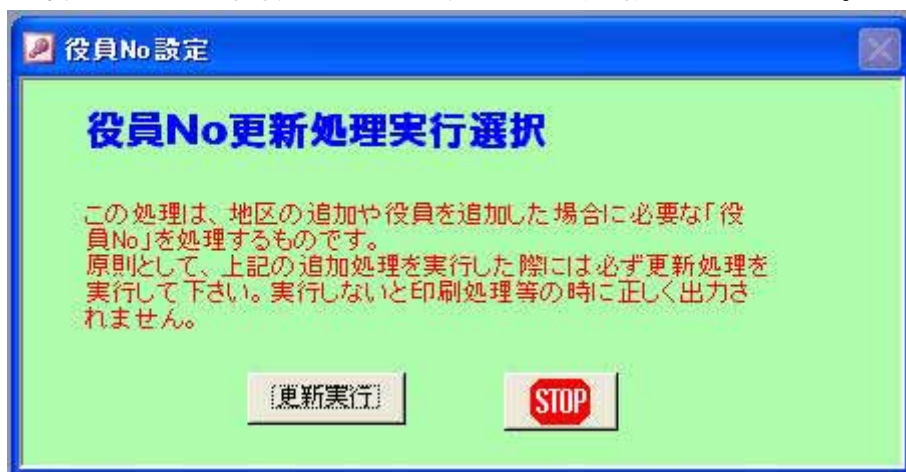 役員No設定
役員No更新処理実行選択
この処理は、地区の追加や役員を追加した場合に必要な「役
員No」を処理するものです。
原則として、上記の追加処理を実行した際には必ず更新処理を
実行して下さい。実行しないと印刷処理等の時に正しく出力さ
れません。
更新実行
STOP